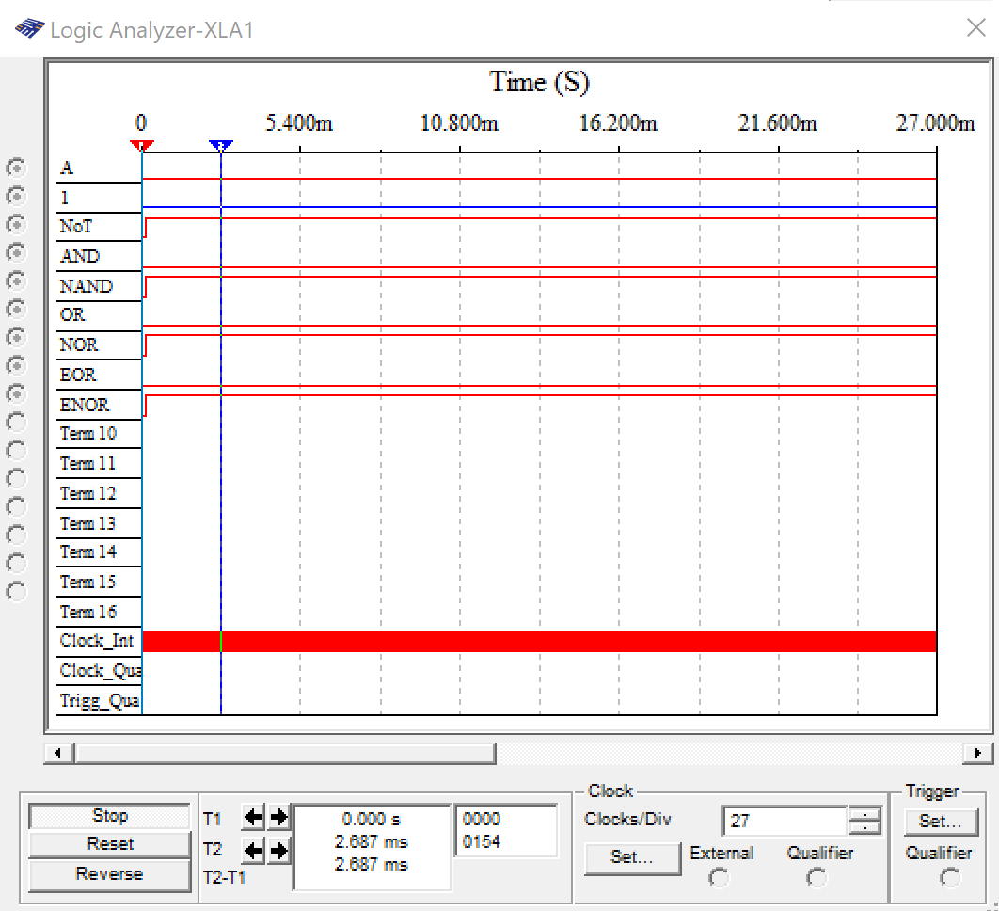 Logic Analyzer-XLA1
Time (S)
0 5.400m 10.800m 16.200m 21.600m 27.000m
A
1
NoT
AND
NAND
OR
NOR
EOR
ENOR
Term 10
Term 11
Term 12
Term 13
Term 14
Term 15
Term 16
Clock_Int
Clock_Qua
Trigg_Qua
Stop
Reset
Reverse
T1 0.000 s 0000
T2 2.687 ms 0154
T2-T1 2.687 ms
Clock
Clocks/Div 27
Set... External Qualifier
Trigger
Set...
Qualifier